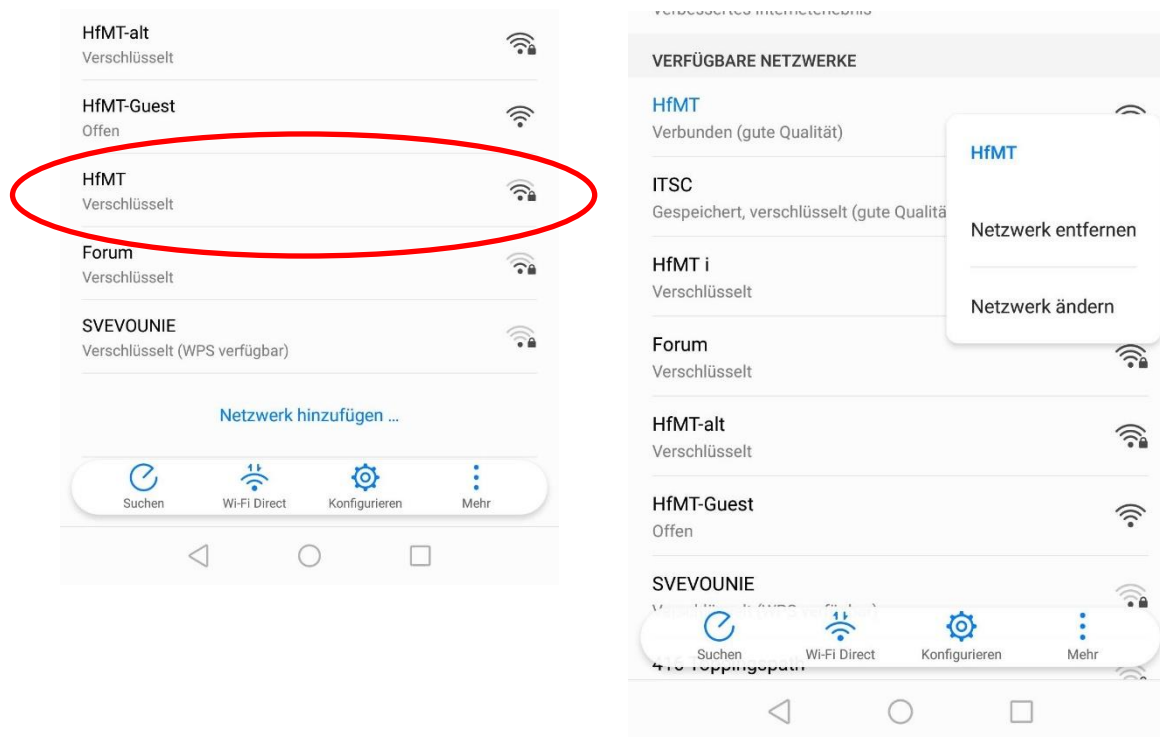 HfMT-alt
Verschlüsselt
HfMT-Guest
Offen
HfMT
Verschlüsselt
Forum
Verschlüsselt
SVEVOUNIE
Verschlüsselt (WPS verfügbar)
Netzwerk hinzufügen ...
Suchen Wi-Fi Direct Konfigurieren Mehr
Verbessertes Interneterlebnis
VERFÜGBARE NETZWERKE
HfMT
Verbunden (gute Qualität)
ITSC
Gespeichert, verschlüsselt (gute Qualitä
HfMT i
Verschlüsselt
HfMT
Netzwerk entfernen
Netzwerk ändern
Forum
Verschlüsselt
HfMT-alt
Verschlüsselt
HfMT-Guest
Offen
SVEVOUNIE
Suchen Wi-Fi Direct Konfigurieren Mehr